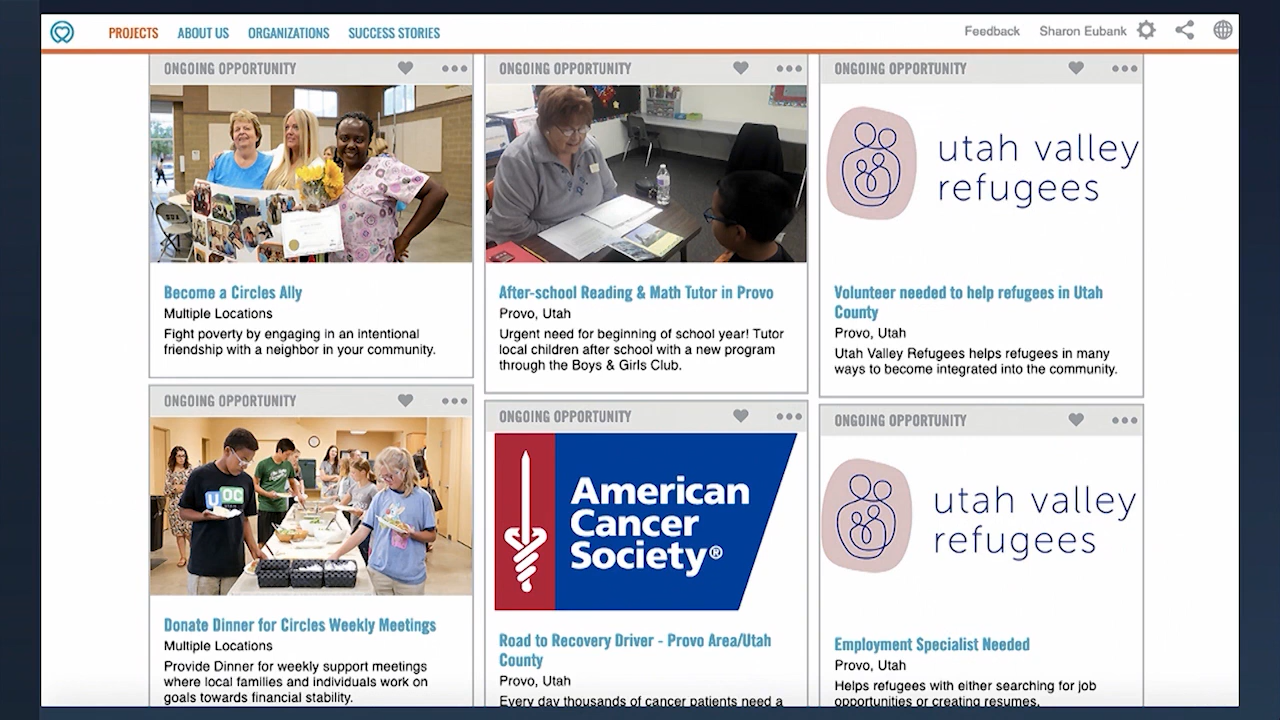 PROJECTS ABOUT US ORGANIZATIONS SUCCESS STORIES Feedback Sharon Eubank
ONGOING OPPORTUNITY
Become a Circles Ally
Multiple Locations
Fight poverty by engaging in an intentional
friendship with a neighbor in your community.
ONGOING OPPORTUNITY
After-school Reading & Math Tutor in Provo
Provo, Utah
Urgent need for beginning of school year! Tutor
local children after school with a new program
through the Boys & Girls Club.
ONGOING OPPORTUNITY
utah valley
refugees
Volunteer needed to help refugees in Utah
County
Provo, Utah
Utah Valley Refugees helps refugees in many
ways to become integrated into the community.
ONGOING OPPORTUNITY
UOC
Donate Dinner for Circles Weekly Meetings
Multiple Locations
Provide Dinner for weekly support meetings
where local families and individuals work on
goals towards financial stability.
ONGOING OPPORTUNITY
American
Cancer
Society®
Road to Recovery Driver - Provo Area/Utah
County
Provo, Utah
Every day thousands of cancer patients need a
ONGOING OPPORTUNITY
utah valley
refugees
Employment Specialist Needed
Provo, Utah
Helps refugees with either searching for job
opportunities or creating resumes.